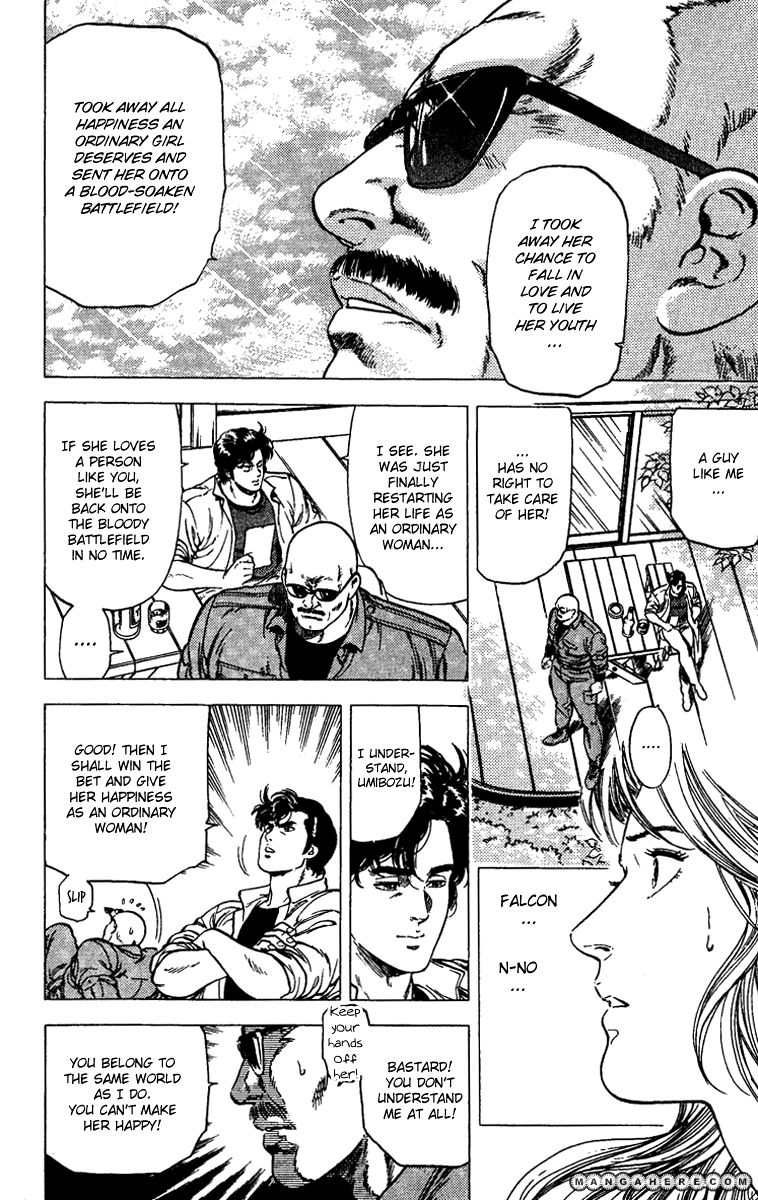 I TOOK
AWAY HER
CHANCE TO
FALL IN
LOVE AND
TO LIVE
HER YOUTH
...
TOOK AWAY ALL
HAPPINESS AN
ORDINARY GIRL
DESERVES AND
SENT HER ONTO
A BLOOD-SOAKEN
BATTLEFIELD!
A GUY
LIKE ME
...
...
HAS NO
RIGHT TO
TAKE CARE
OF HER!
....
FALCON
...
N-NO
...
I SEE. SHE
WAS JUST
FINALLY
RESTARTING
HER LIFE AS
AN ORDINARY
WOMAN...
IF SHE LOVES
A PERSON
LIKE YOU,
SHE'LL BE
BACK ONTO
THE BLOODY
BATTLEFIELD
IN NO TIME.
....
I UNDER-
STAND,
UMIBOZU!
GOOD! THEN I
SHALL WIN THE
BET AND GIVE
HER HAPPINESS
AS AN ORDINARY
WOMAN!
SLIP
BASTARD!
YOU DON'T
UNDERSTAND
ME AT ALL!
Keep
your
hands
off
her!
YOU BELONG TO
THE SAME WORLD
AS I DO.
YOU CAN'T MAKE
HER HAPPY!
MANGAHERE.COM